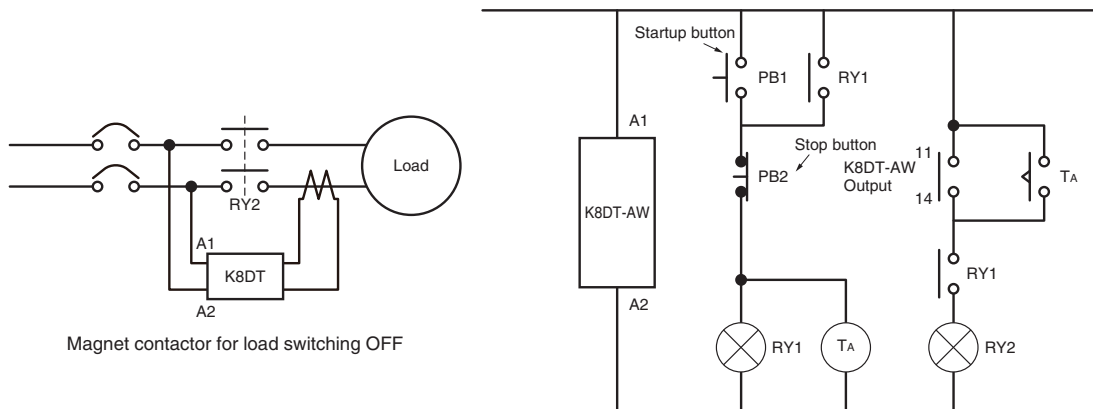 Load
RY2
A1
K8DT
A2
Magnet contactor for load switching OFF
Startup button
PB1
RY1
A1
K8DT-AW
A2
Stop button
PB2
RY1
TA
11
K8DT-AW
Output
14
TA
RY1
RY2